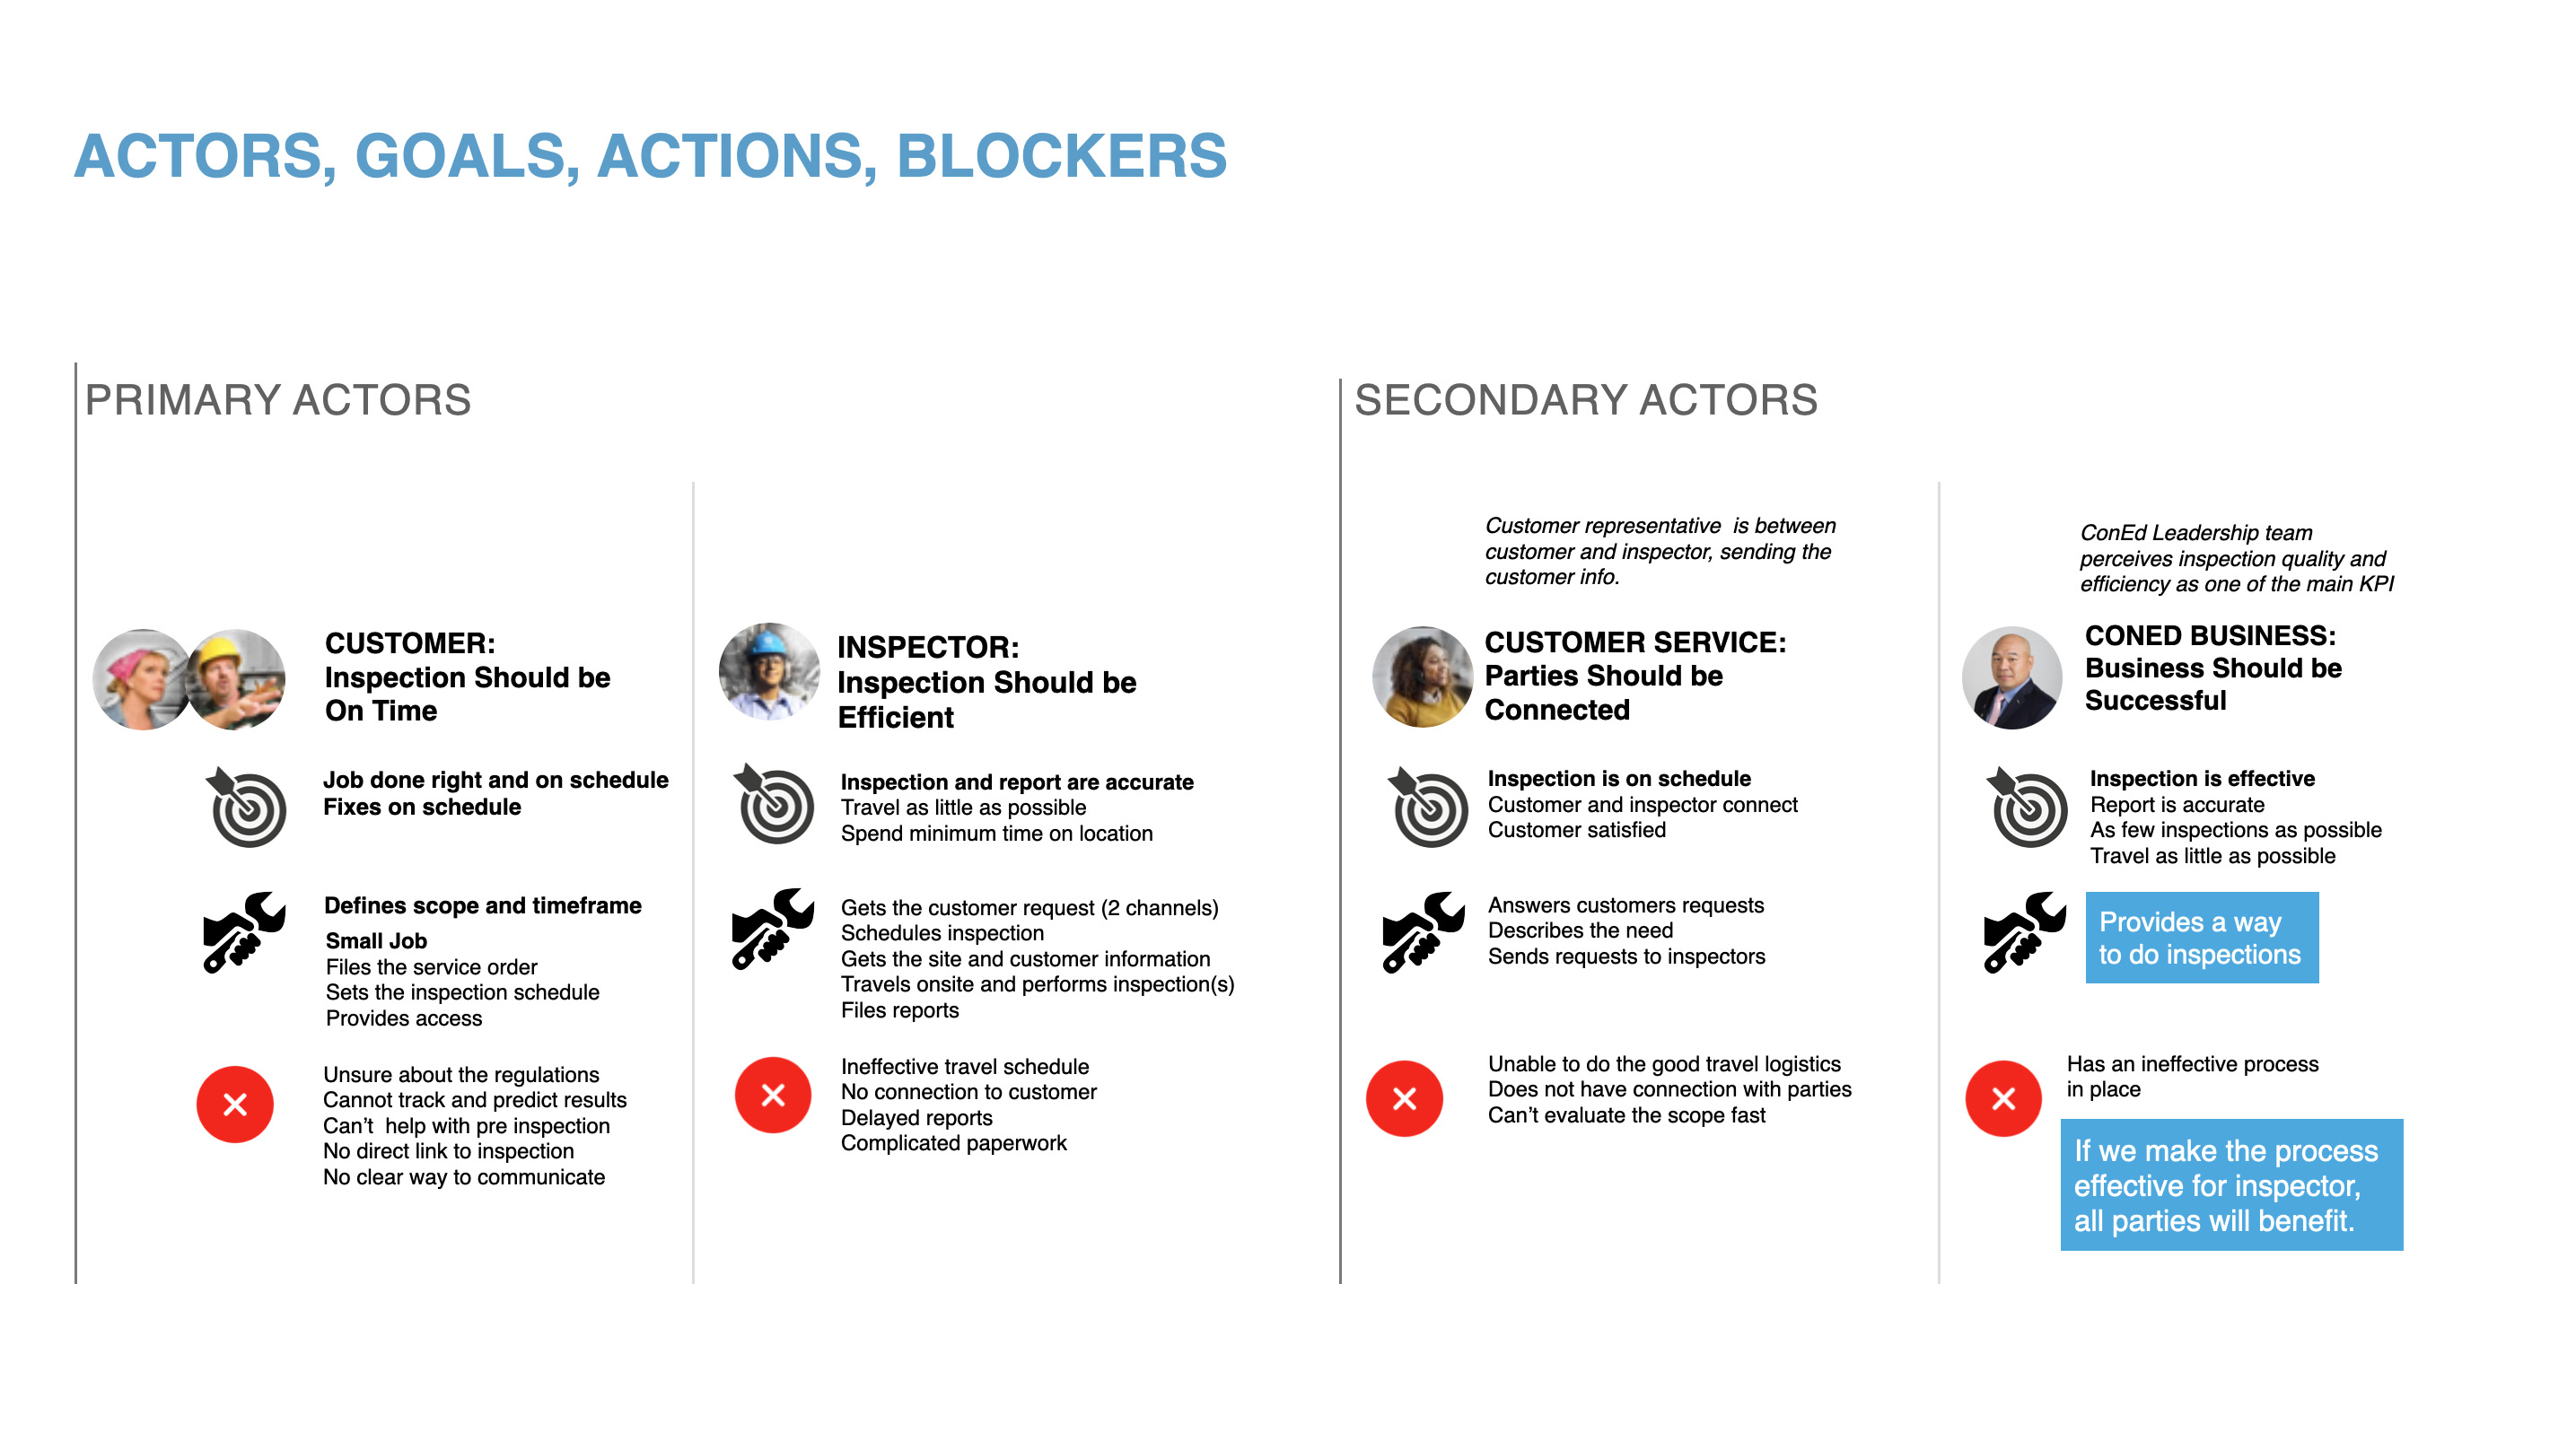 ACTORS, GOALS, ACTIONS, BLOCKERS
PRIMARY ACTORS
CUSTOMER:
Inspection Should be
On Time
Job done right and on schedule
Fixes on schedule
Defines scope and timeframe
Small Job
Files the service order
Sets the inspection schedule
Provides access
Unsure about the regulations
Cannot track and predict results
Can’t  help with pre inspection
No direct link to inspection
No clear way to communicate
INSPECTOR:
Inspection Should be
Efficient
Inspection and report are accurate
Travel as little as possible
Spend minimum time on location
Gets the customer request (2 channels)
Schedules inspection
Gets the site and customer information
Travels onsite and performs inspection(s)
Files reports
Ineffective travel schedule
No connection to customer
Delayed reports
Complicated paperwork
SECONDARY ACTORS
Customer representative  is between
customer and inspector, sending the
customer info.
CUSTOMER SERVICE:
Parties Should be
Connected
Inspection is on schedule
Customer and inspector connect
Customer satisfied
Answers customers requests
Describes the need
Sends requests to inspectors
Unable to do the good travel logistics
Does not have connection with parties
Can’t evaluate the scope fast
ConEd Leadership team
perceives inspection quality and
efficiency as one of the main KPI
CONED BUSINESS:
Business Should be
Successful
Inspection is effective
Report is accurate
As few inspections as possible
Travel as little as possible
Provides a way
to do inspections
Has an ineffective process
in place
If we make the process
effective for inspector,
all parties will benefit.